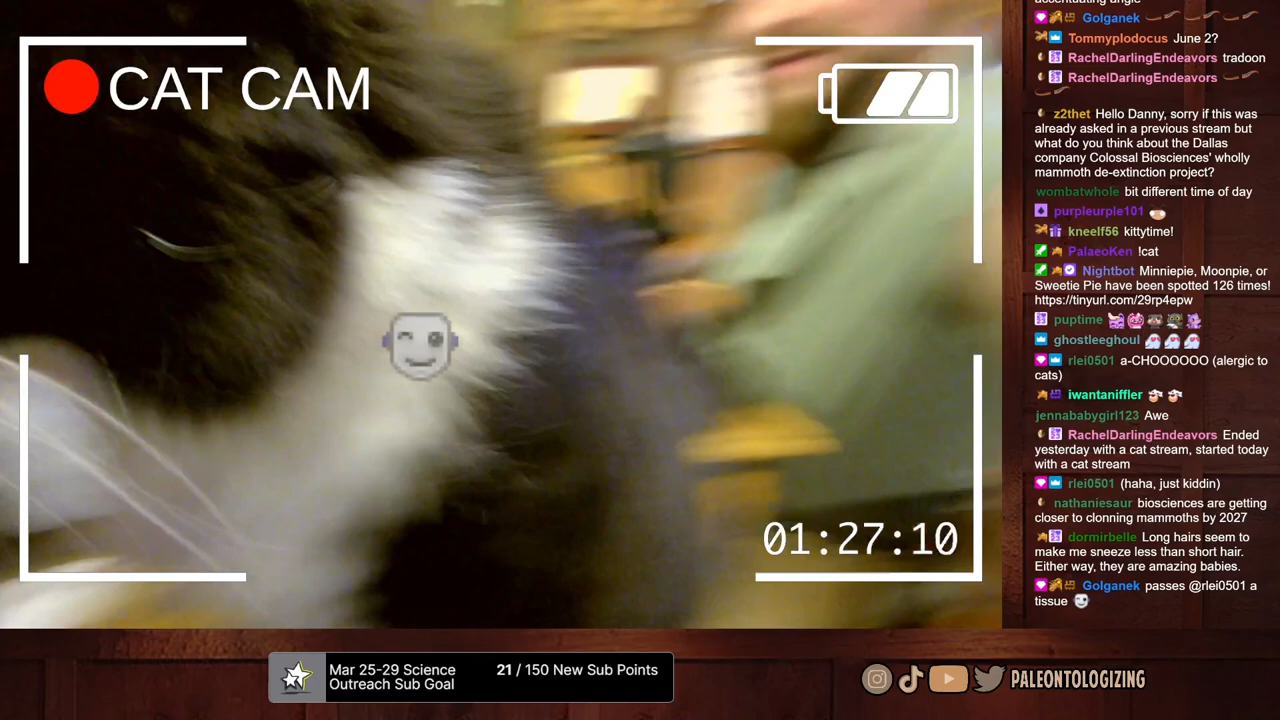 CAT CAM
01:27:10
accentuating angle
Golganek
Tommyplodocus June 2?
RachelDarlingEndeavors tradoon
RachelDarlingEndeavors
z2thet Hello Danny, sorry if this was
already asked in a previous stream but
what do you think about the Dallas
company Colossal Biosciences' wholly
mammoth de-extinction project?
wombatwhole bit different time of day
purpleurple101
kneelf56 kittytime!
PalaeoKen !cat
Nightbot Minniepie, Moonpie, or
Sweetie Pie have been spotted 126 times!
https://tinyurl.com/29rp4epw
puptime
ghostleeghoul
rlei0501 a-CHOOOOOO (alergic to
cats)
iwantaniffler
jennababygirl123 Awe
RachelDarlingEndeavors Ended
yesterday with a cat stream, started today
with a cat stream
rlei0501 (haha, just kiddin)
nathaniesaur biosciences are getting
closer to clonning mammoths by 2027
dormirbelle Long hairs seem to
make me sneeze less than short hair.
Either way, they are amazing babies.
Golganek passes @rlei0501 a
tissue
Mar 25-29 Science
Outreach Sub Goal
21 / 150 New Sub Points
PALEONTOLOGIZING